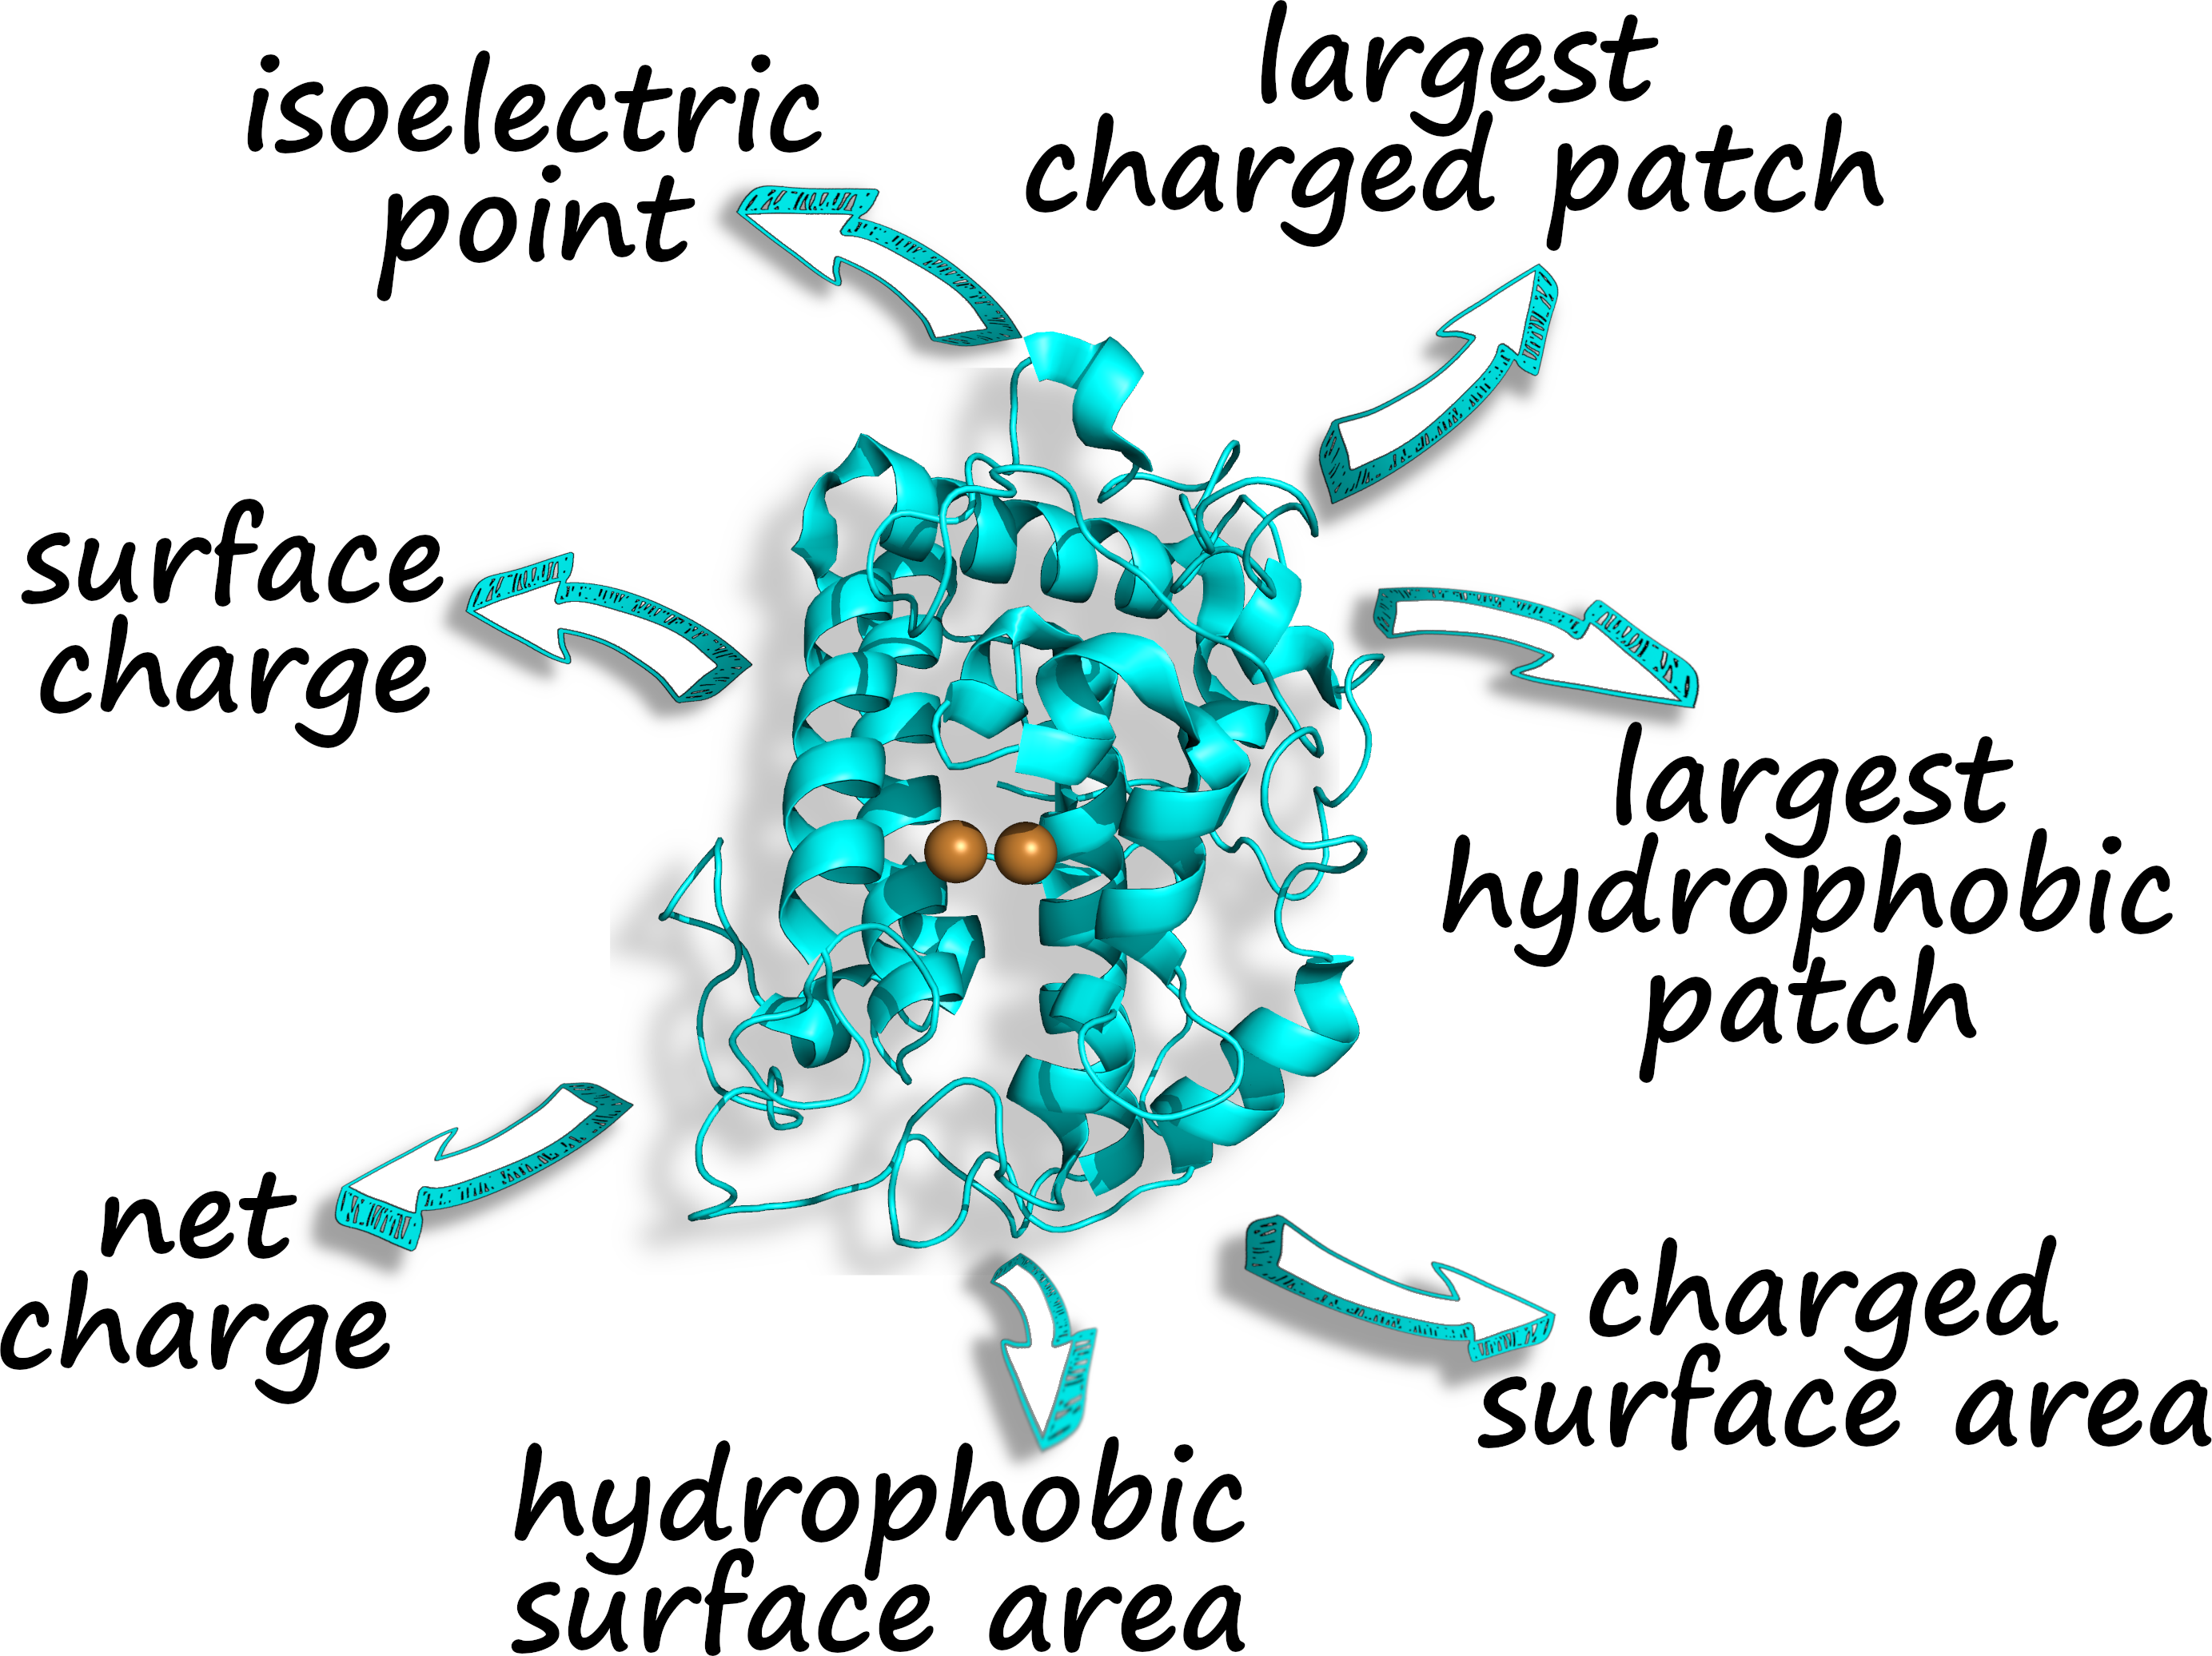 isoelectric
point
largest
charged patch
surface
charge
largest
hydrophobic
patch
net
charge
charged
surface area
hydrophobic
surface area